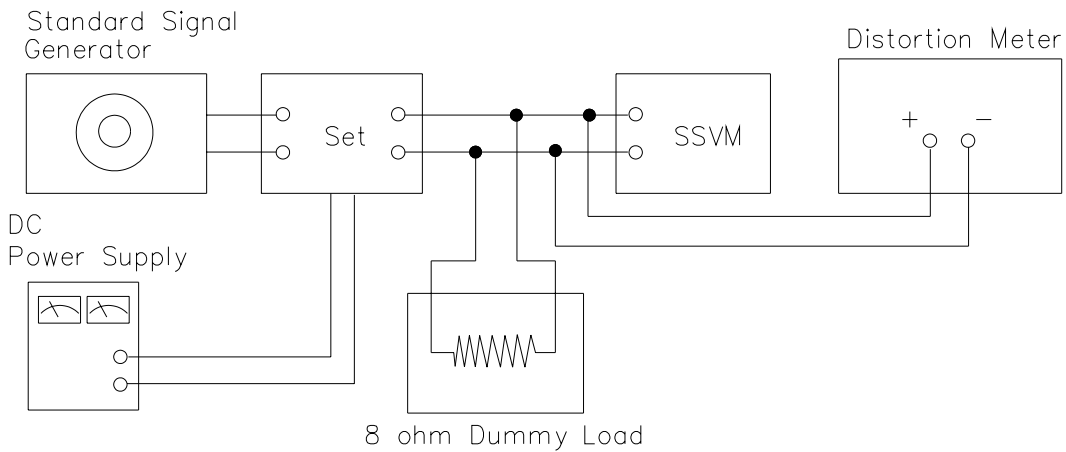 Standard Signal
Generator
Distortion Meter
Set
SSVM
+ −
DC
Power Supply
8 ohm Dummy Load